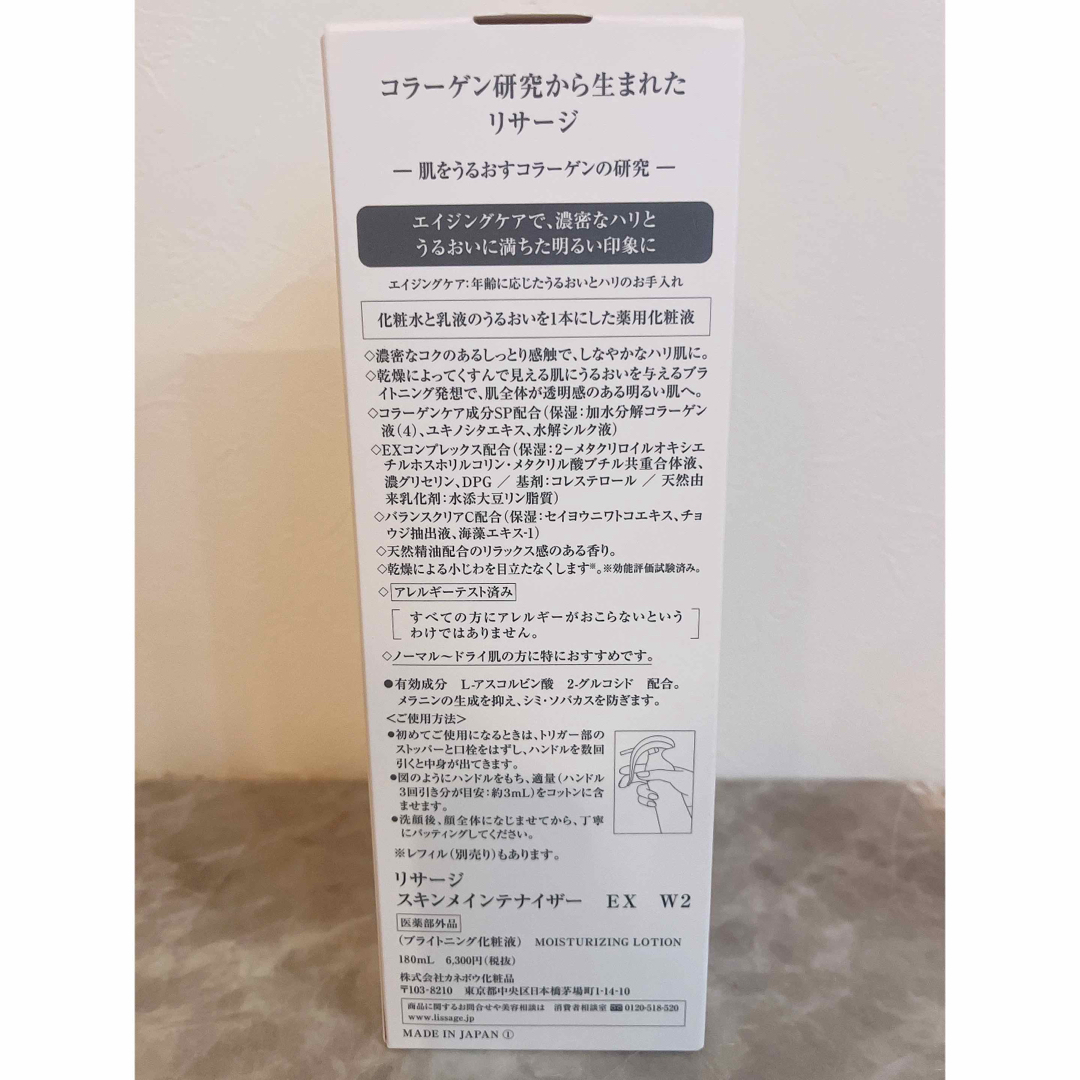 コラーゲン研究から生まれた
リサージ
― 肌をうるおすコラーゲンの研究 ―
エイジングケアで、濃密なハリと
うるおいに満ちた明るい印象に
エイジングケア:年齢に応じたうるおいとハリのお手入れ
化粧水と乳液のうるおいを1本にした薬用化粧液
◇濃密なコクのあるしっとり感触で、しなやかなハリ肌に。
◇乾燥によってくすんで見える肌にうるおいを与えるブラ
イトニング発想で、肌全体が透明感のある明るい肌へ。
◇コラーゲンケア成分SP配合(保湿:加水分解コラーゲン
液(4)、ユキノシタエキス、水解シルク液)
◇EXコンプレックス配合(保湿:2-メタクリロイルオキシエ
チルホスホリルコリン・メタクリル酸ブチル共重合体液、
濃グリセリン、DPG / 基剤:コレステロール / 天然由
来乳化剤:水添大豆リン脂質)
◇バランスクリアC配合(保湿:セイヨウニワトコエキス、チョ
ウジ抽出液、海藻エキス-1)
◇天然精油配合のリラックス感のある香り。
◇乾燥による小じわを目立たなくします※。※効能評価試験済み。
◇アレルギーテスト済み
すべての方にアレルギーがおこらないという
わけではありません。
◇ノーマル~ドライ肌の方に特におすすめです。
●有効成分 L-アスコルビン酸 2-グルコシド 配合。
メラニンの生成を抑え、シミ・ソバカスを防ぎます。
<ご使用方法>
●初めてご使用になるときは、トリガー部の
ストッパーと口栓をはずし、ハンドルを数回
引くと中身が出てきます。
●図のようにハンドルをもち、適量(ハンドル
3回引き分が目安:約3mL)をコットンに含
ませます。
●洗顔後、顔全体になじませてから、丁寧
にパッティングしてください。
※レフィル(別売り)もあります。
リサージ
スキンメインテナイザー EX W2
医薬部外品
(ブライトニング化粧液) MOISTURIZING LOTION
180mL 6,300円(税抜)
株式会社カネボウ化粧品
〒103-8210 東京都中央区日本橋茅場町1-14-10
商品に関するお問合せや美容相談は 消費者相談室 0120-518-520
www.lissage.jp
MADE IN JAPAN ①